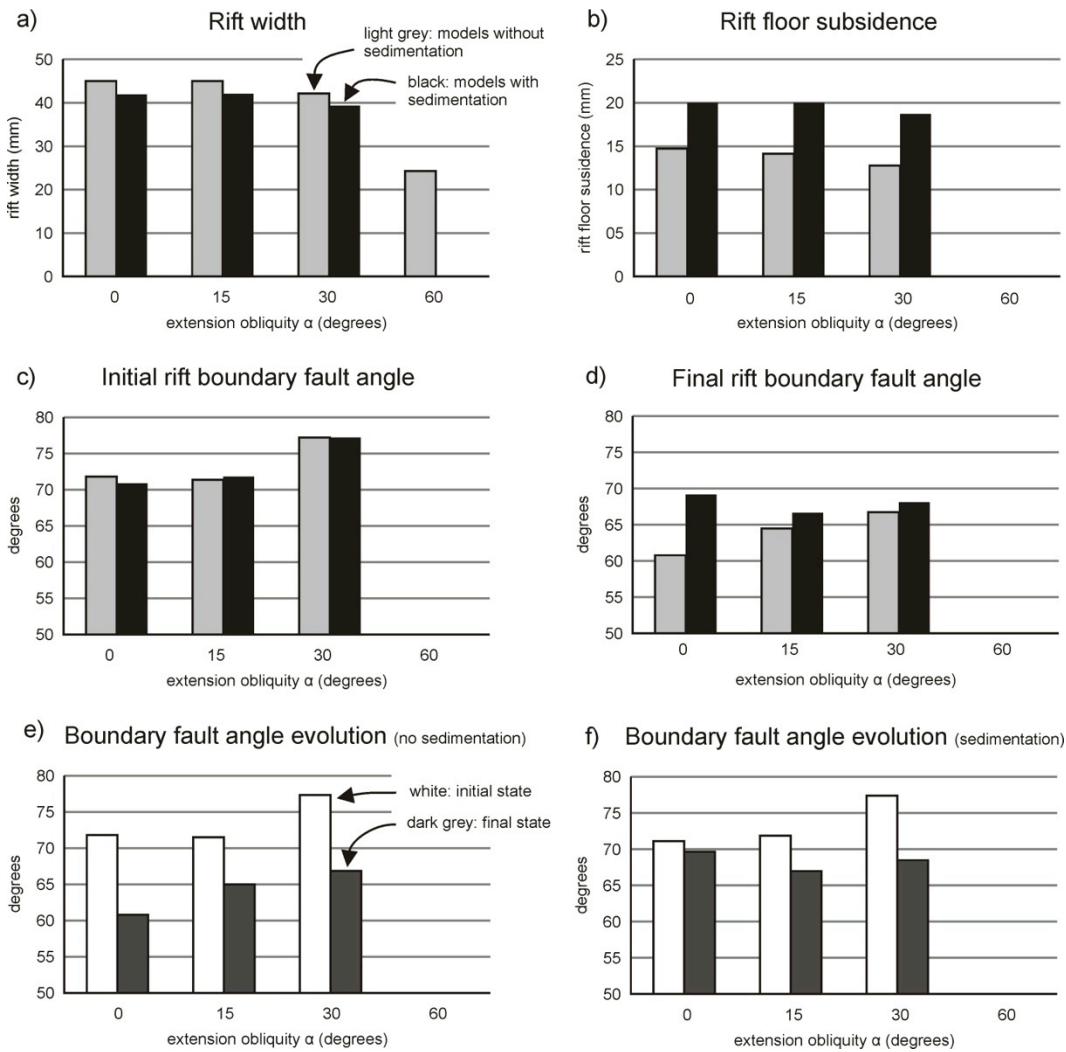 a) Rift width
light grey: models without
sedimentation
black: models with
sedimentation
rift width (mm)
50
40
30
20
10
0
0 15 30 60
extension obliquity α (degrees)
b) Rift floor subsidence
rift floor susidence (mm)
25
20
15
10
05
0
0 15 30 60
extension obliquity α (degrees)
c) Initial rift boundary fault angle
degrees
80
75
70
65
60
55
50
0 15 30 60
extension obliquity α (degrees)
d) Final rift boundary fault angle
degrees
80
75
70
65
60
55
50
0 15 30 60
extension obliquity α (degrees)
e) Boundary fault angle evolution (no sedimentation)
white: initial state
dark grey: final state
degrees
80
75
70
65
60
55
50
0 15 30 60
extension obliquity α (degrees)
f) Boundary fault angle evolution (sedimentation)
degrees
80
75
70
65
60
55
50
0 15 30 60
extension obliquity α (degrees)